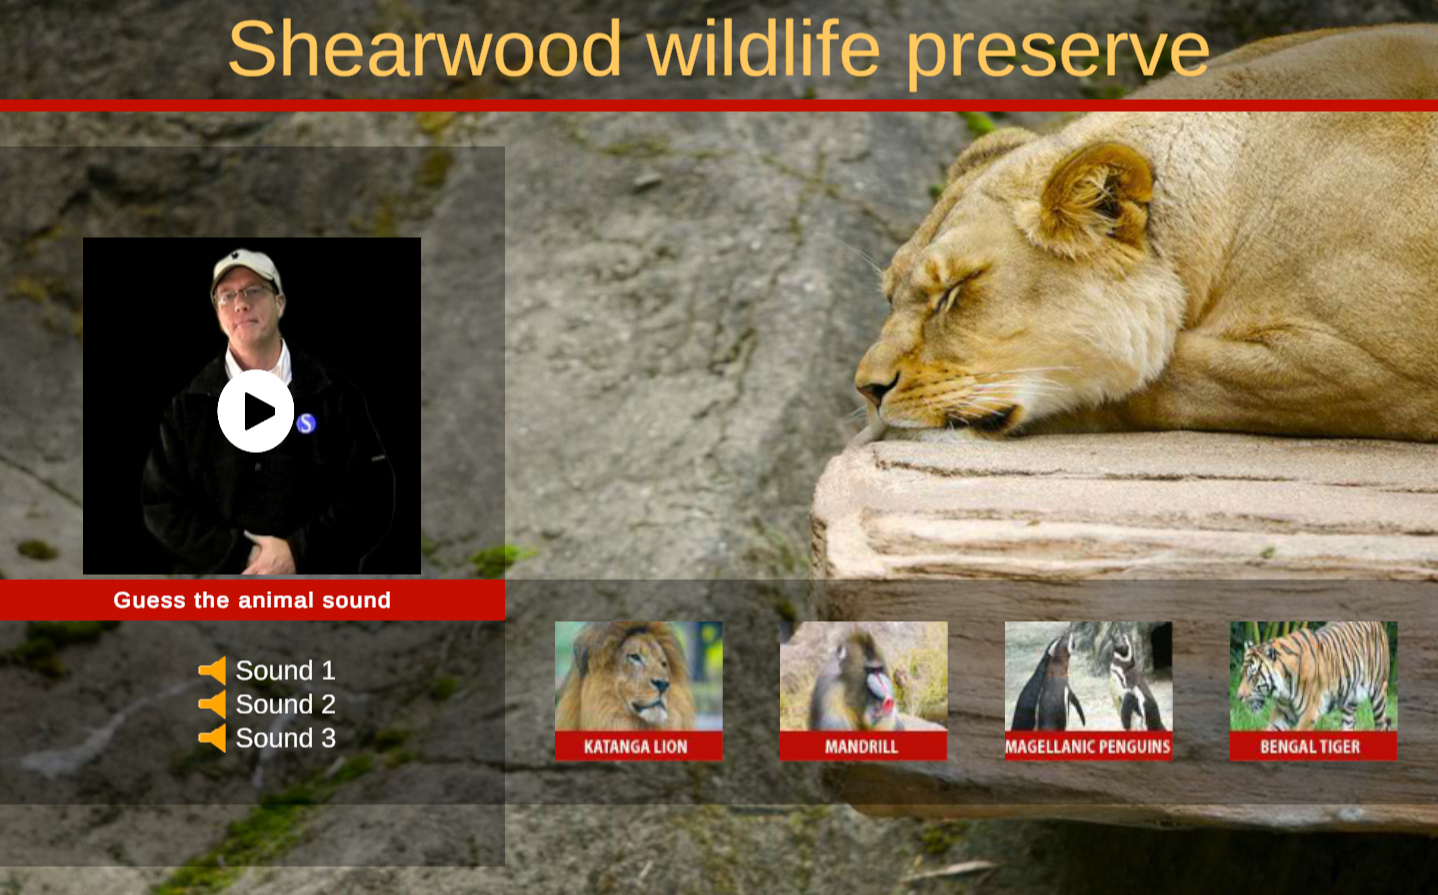 Shearwood wildlife preserve
S
Guess the animal sound
Sound 1
Sound 2
Sound 3
KATANGA LION
MANDRILL
MAGELLANIC PENGUINS
BENGAL TIGER